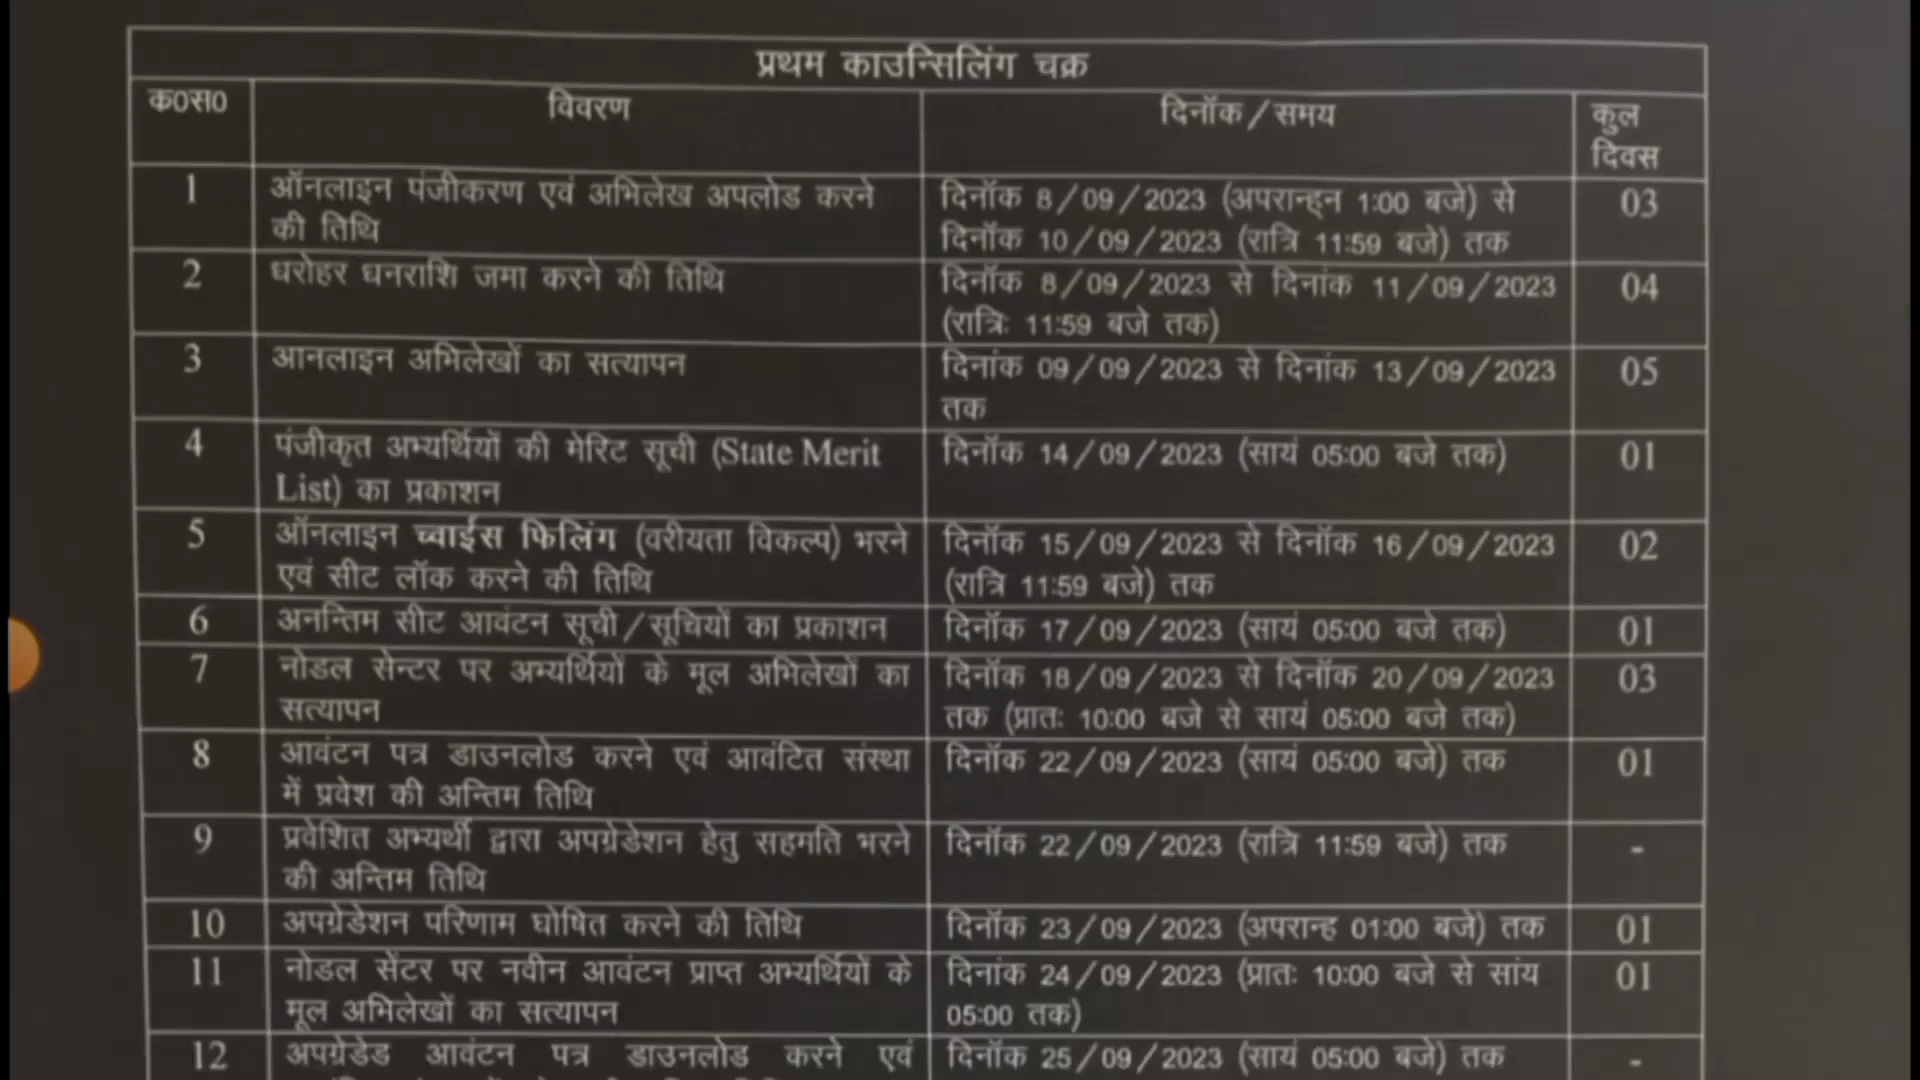 प्रथम काउन्सिलिंग चक्र
क0स0 विवरण दिनॉक/समय कुल दिवस
1 ऑनलाइन पंजीकरण एवं अभिलेख अपलोड करने दिनॉक 8/09/2023 (अपरान्ह्न 1:00 बजे) से 03
की तिथि दिनॉक 10/09/2023 (रात्रि 11:59 बजे) तक
2 धरोहर धनराशि जमा करने की तिथि दिनॉक 8/09/2023 से दिनांक 11/09/2023 04
(रात्रिः 11:59 बजे तक)
3 आनलाइन अभिलेखों का सत्यापन दिनांक 09/09/2023 से दिनांक 13/09/2023 05
तक
4 पंजीकृत अभ्यर्थियों की मेरिट सूची (State Merit दिनॉक 14/09/2023 (सायं 05:00 बजे तक) 01
List) का प्रकाशन
5 ऑनलाइन च्वाईस फिलिंग (वरीयता विकल्प) भरने दिनॉक 15/09/2023 से दिनॉक 16/09/2023 02
एवं सीट लॉक करने की तिथि (रात्रि 11:59 बजे) तक
6 अनन्तिम सीट आवंटन सूची/सूचियों का प्रकाशन दिनॉक 17/09/2023 (सायं 05:00 बजे तक) 01
7 नोडल सेन्टर पर अभ्यर्थियों के मूल अभिलेखों का दिनॉक 18/09/2023 से दिनॉक 20/09/2023 03
सत्यापन तक (प्रातः 10:00 बजे से सायं 05:00 बजे तक)
8 आवंटन पत्र डाउनलोड करने एवं आवंटित संस्था दिनॉक 22/09/2023 (सायं 05:00 बजे) तक 01
में प्रवेश की अन्तिम तिथि
9 प्रवेशित अभ्यर्थी द्वारा अपग्रेडेशन हेतु सहमति भरने दिनॉक 22/09/2023 (रात्रि 11:59 बजे) तक -
की अन्तिम तिथि
10 अपग्रेडेशन परिणाम घोषित करने की तिथि दिनॉक 23/09/2023 (अपरान्ह 01:00 बजे) तक 01
11 नोडल सेंटर पर नवीन आवंटन प्राप्त अभ्यर्थियों के दिनांक 24/09/2023 (प्रातः 10:00 बजे से सांय 01
मूल अभिलेखों का सत्यापन 05:00 तक)
12 अपग्रेडेड आवंटन पत्र डाउनलोड करने एवं दिनॉक 25/09/2023 (सायं 05:00 बजे) तक -